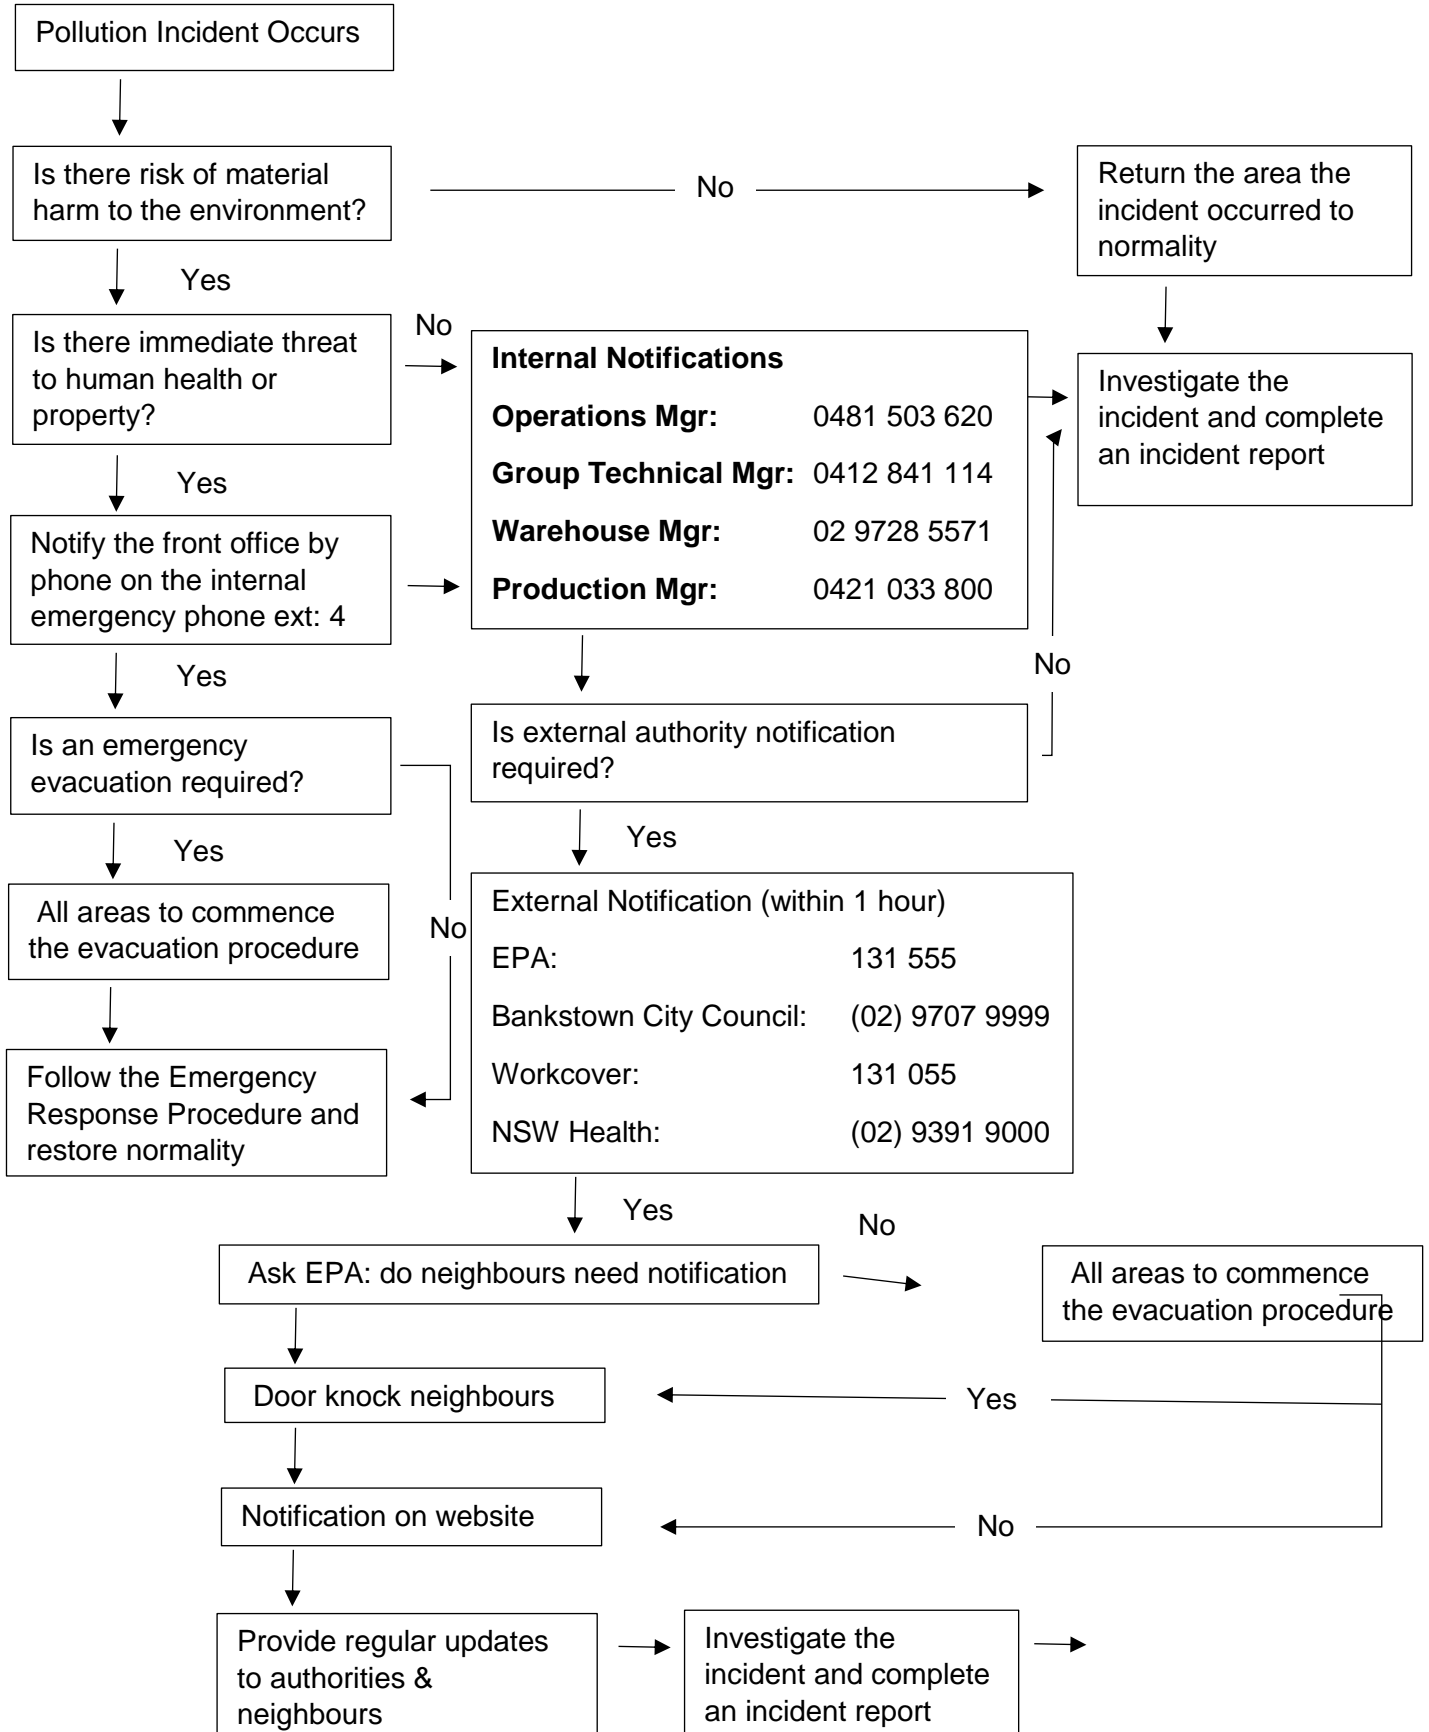 Pollution Incident Occurs
Is there risk of material
harm to the environment?
No
Return the area the
incident occurred to
normality
Yes
Is there immediate threat
to human health or
property?
No
Internal Notifications
Operations Mgr: 0481 503 620
Group Technical Mgr: 0412 841 114
Warehouse Mgr: 02 9728 5571
Production Mgr: 0421 033 800
Investigate the
incident and complete
an incident report
Yes
Notify the front office by
phone on the internal
emergency phone ext: 4
Yes
No
Is an emergency
evacuation required?
Is external authority notification
required?
Yes
Yes
All areas to commence
the evacuation procedure
No
External Notification (within 1 hour)
EPA: 131 555
Bankstown City Council: (02) 9707 9999
Workcover: 131 055
NSW Health: (02) 9391 9000
Follow the Emergency
Response Procedure and
restore normality
Yes
No
Ask EPA: do neighbours need notification
All areas to commence
the evacuation procedure
Door knock neighbours
Yes
Notification on website
No
Provide regular updates
to authorities &
neighbours
Investigate the
incident and complete
an incident report